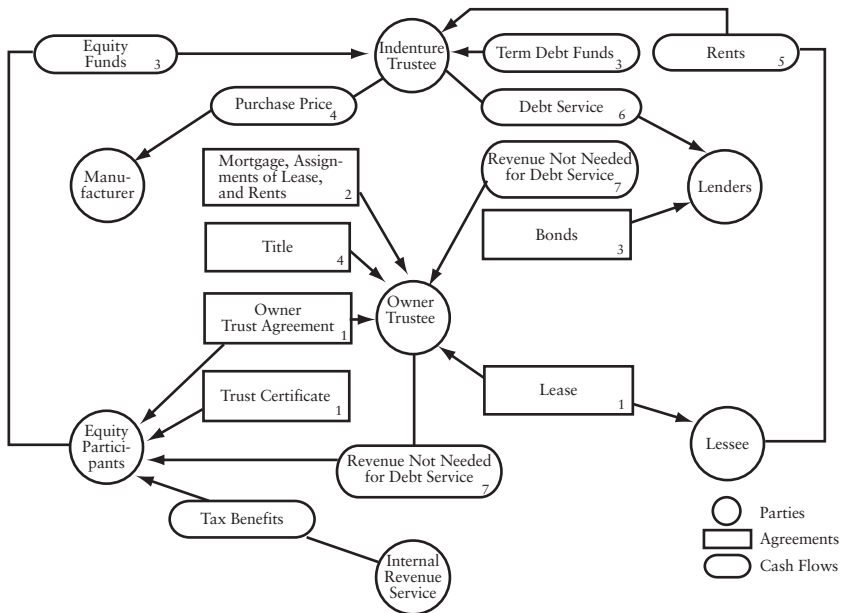 Equity
Funds
3
Indenture
Trustee
Term Debt Funds
3
Rents
5
Purchase Price
4
Debt Service
6
Manu-
facturer
Mortgage, Assign-
ments of Lease,
and Rents
2
Revenue Not Needed
for Debt Service
7
Lenders
Title
4
Bonds
3
Owner
Trust Agreement
1
Owner
Trustee
Trust Certificate
1
Lease
1
Equity
Partici-
pants
Revenue Not Needed
for Debt Service
7
Lessee
Tax Benefits
Internal
Revenue
Service
Parties
Agreements
Cash Flows